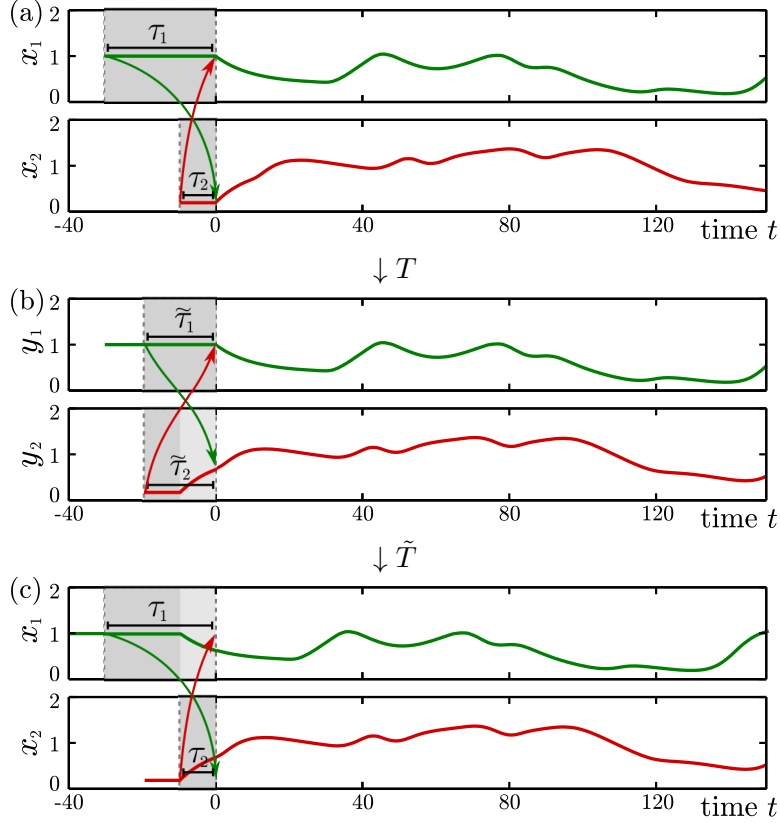 (a)
x₁
2
1
0
τ₁
x₂
2
1
0
τ₂
-40 0 40 80 120 time t
↓ T
(b)
y₁
2
1
0
τ̃₁
y₂
2
1
0
τ̃₂
-40 0 40 80 120 time t
↓ T̃
(c)
x₁
2
1
0
τ₁
x₂
2
1
0
τ₂
-40 0 40 80 120 time t